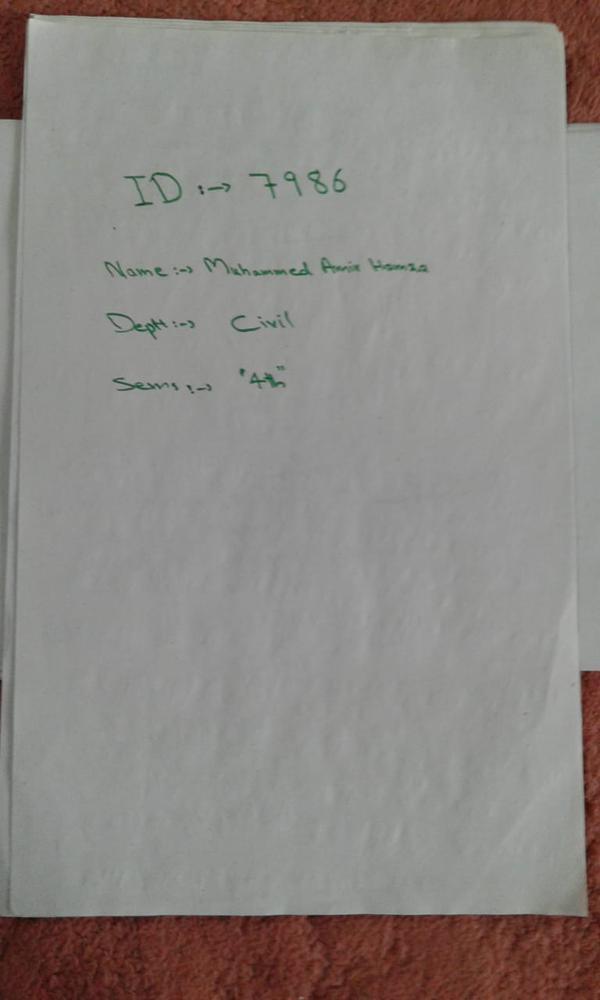 ID :→ 7986
Name :→ Muhammed Amir Hamza
Deptt :→ Civil
Sems :→ "4th"